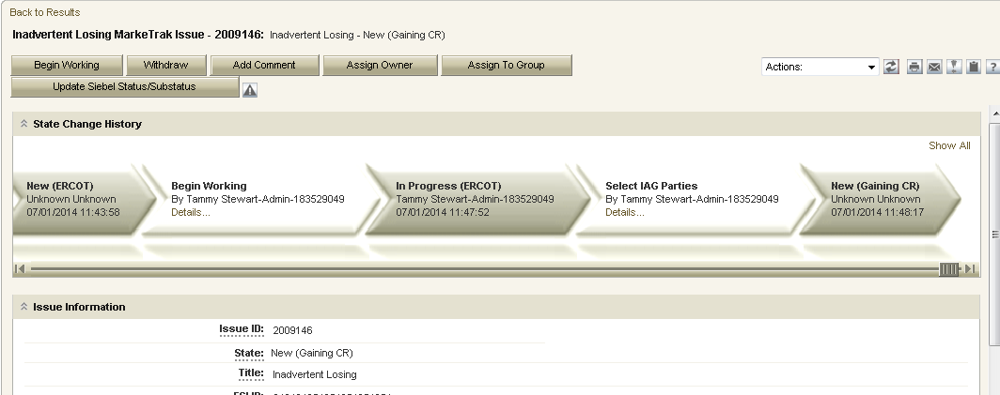 Back to Results
Inadvertent Losing MarkeTrak Issue - 2009146: Inadvertent Losing - New (Gaining CR)
Begin Working Withdraw Add Comment Assign Owner Assign To Group Actions:
Update Siebel Status/Substatus
State Change History
Show All
New (ERCOT)
Unknown Unknown
07/01/2014 11:43:58
Begin Working
By Tammy Stewart-Admin-183529049
Details...
In Progress (ERCOT)
Tammy Stewart-Admin-183529049
07/01/2014 11:47:52
Select IAG Parties
By Tammy Stewart-Admin-183529049
Details...
New (Gaining CR)
Unknown Unknown
07/01/2014 11:48:17
Issue Information
Issue ID: 2009146
State: New (Gaining CR)
Title: Inadvertent Losing